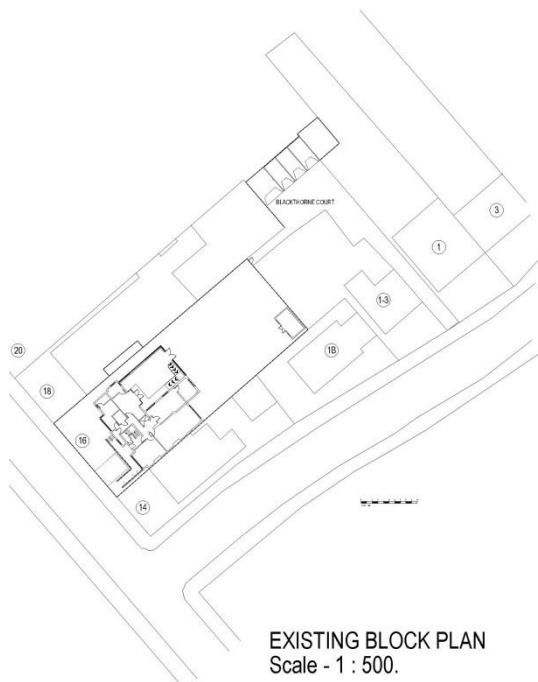 BLACKTHORNE COURT
3
1
1-3
1B
20
18
16
14
EXISTING BLOCK PLAN
Scale - 1 : 500.